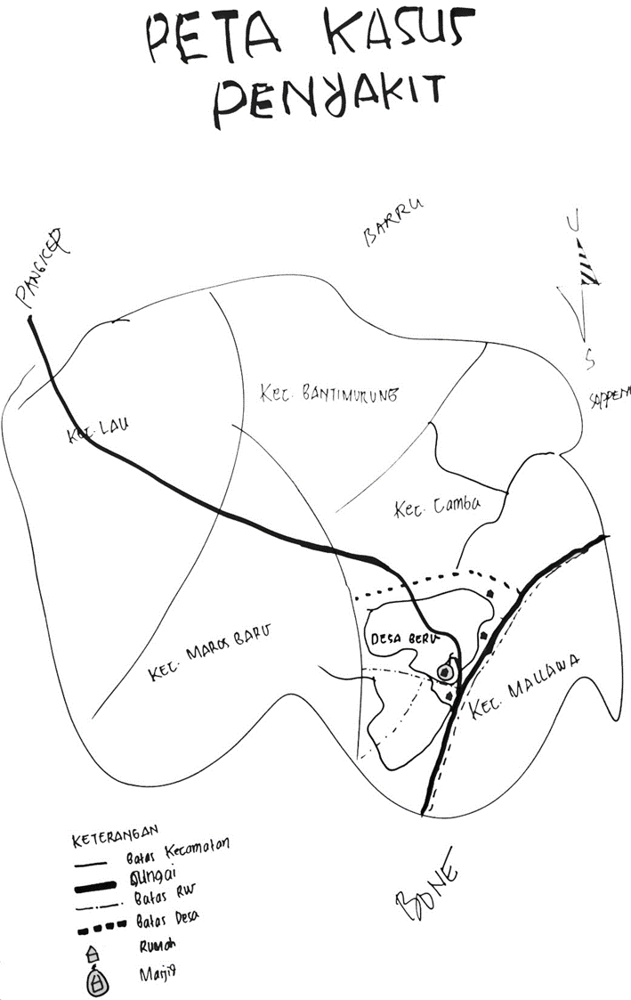 PETA KASUS
PENYAKIT
BARRU
U
PANGKEP
S
SOPPEN
Kec. BANTIMURUNG
Kec. LAU
Kec. Camba
DESA BERU
KEC. MAROS BARU
KEC. MALLAWA
KETERANGAN
Batas Kecamatan
Sungai
Batas RW
Batas Desa
Rumah
Masjid
BONE